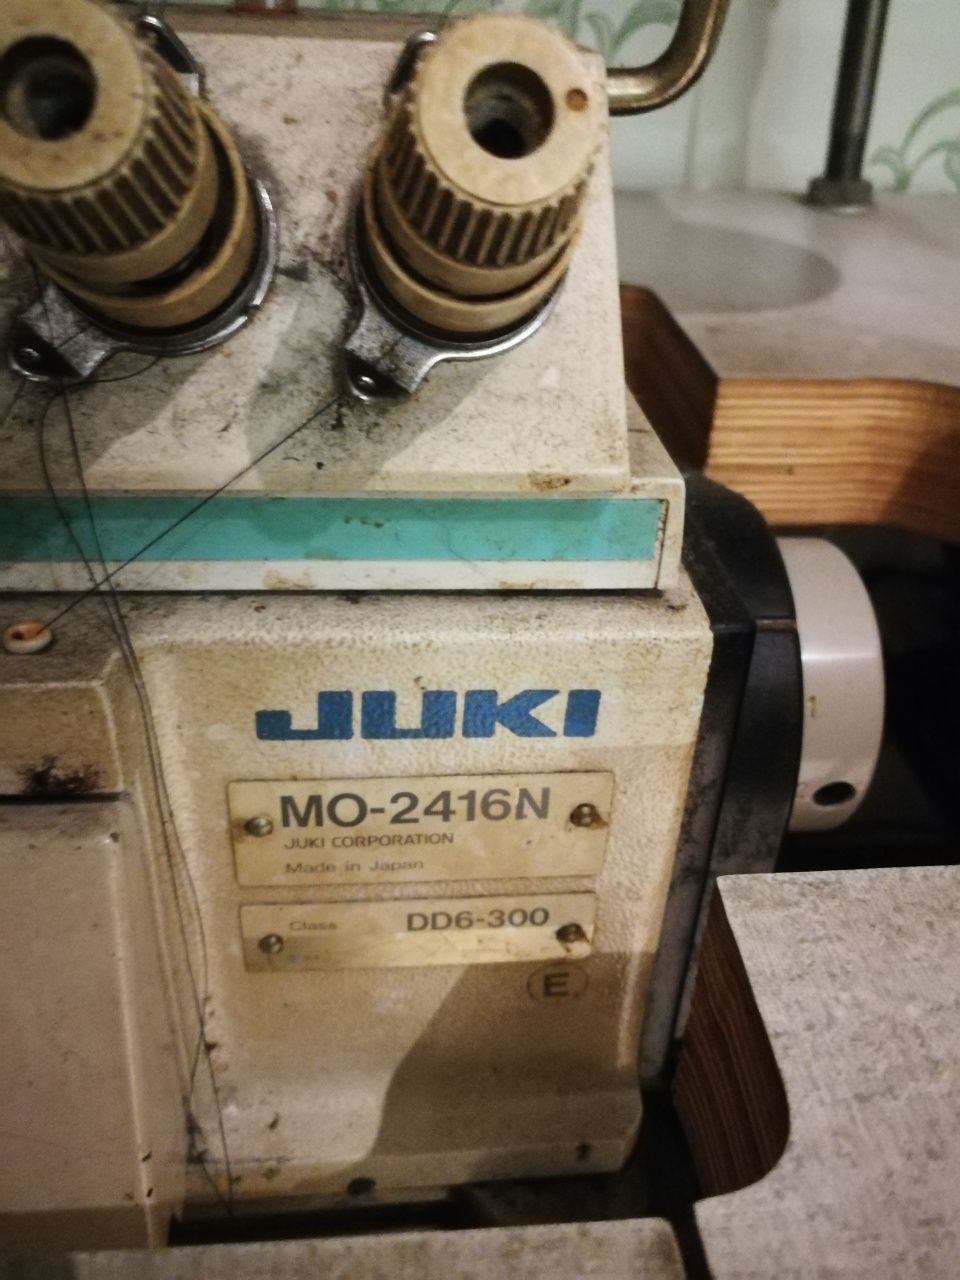 JUKI
MO-2416N
JUKI CORPORATION
Made in Japan
Class DD6-300
E